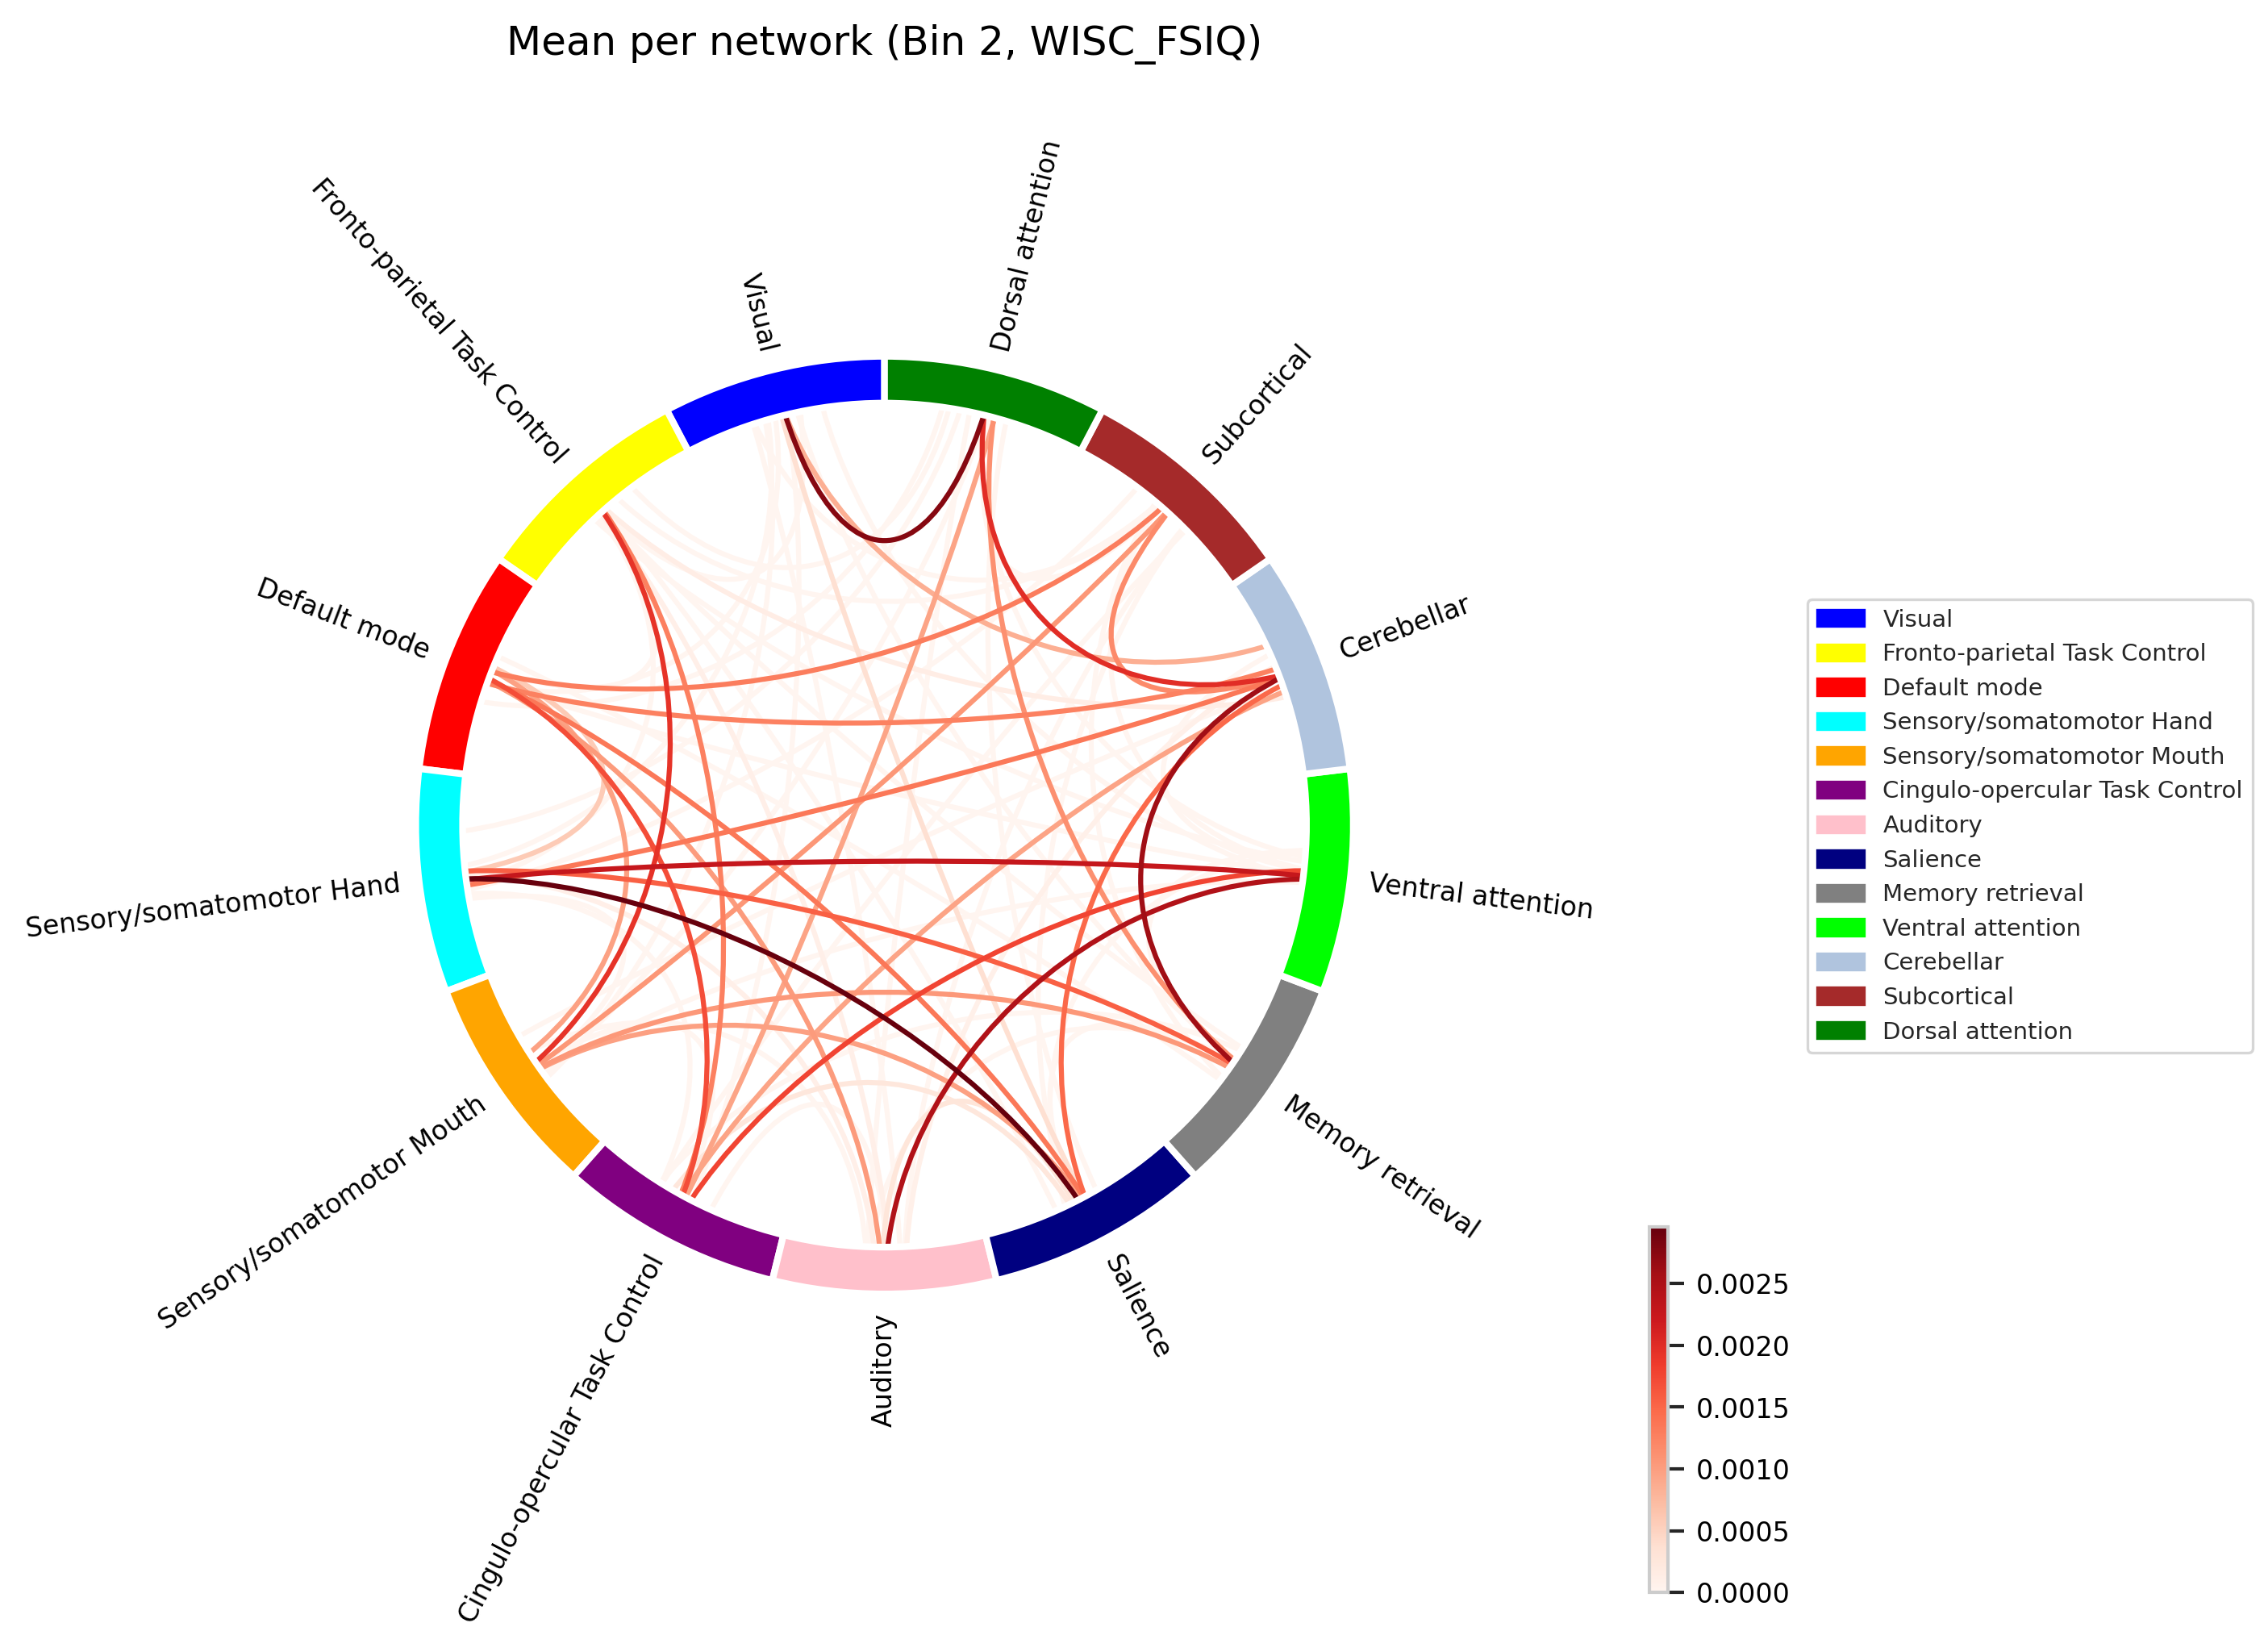 Mean per network (Bin 2, WISC_FSIQ)
Dorsal attention
Fronto-parietal Task Control
Visual
Subcortical
Default mode
Cerebellar
Sensory/somatomotor Hand
Ventral attention
Sensory/somatomotor Mouth
Memory retrieval
Cingulo-opercular Task Control
Auditory
Salience
Visual
Fronto-parietal Task Control
Default mode
Sensory/somatomotor Hand
Sensory/somatomotor Mouth
Cingulo-opercular Task Control
Auditory
Salience
Memory retrieval
Ventral attention
Cerebellar
Subcortical
Dorsal attention
0.0025
0.0020
0.0015
0.0010
0.0005
0.0000